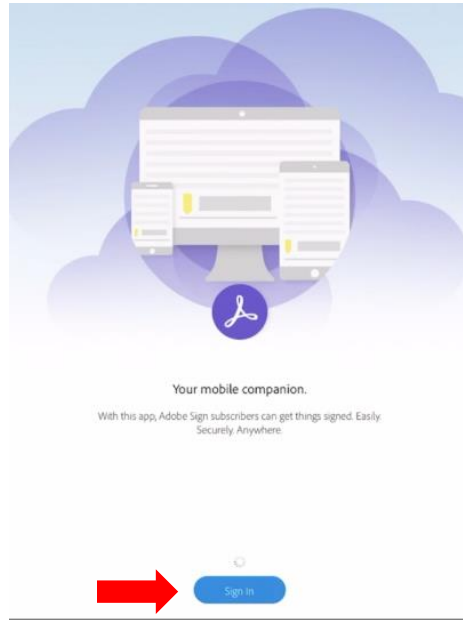 Your mobile companion.
With this app, Adobe Sign subscribers can get things signed. Easily.
Securely. Anywhere.
Sign In